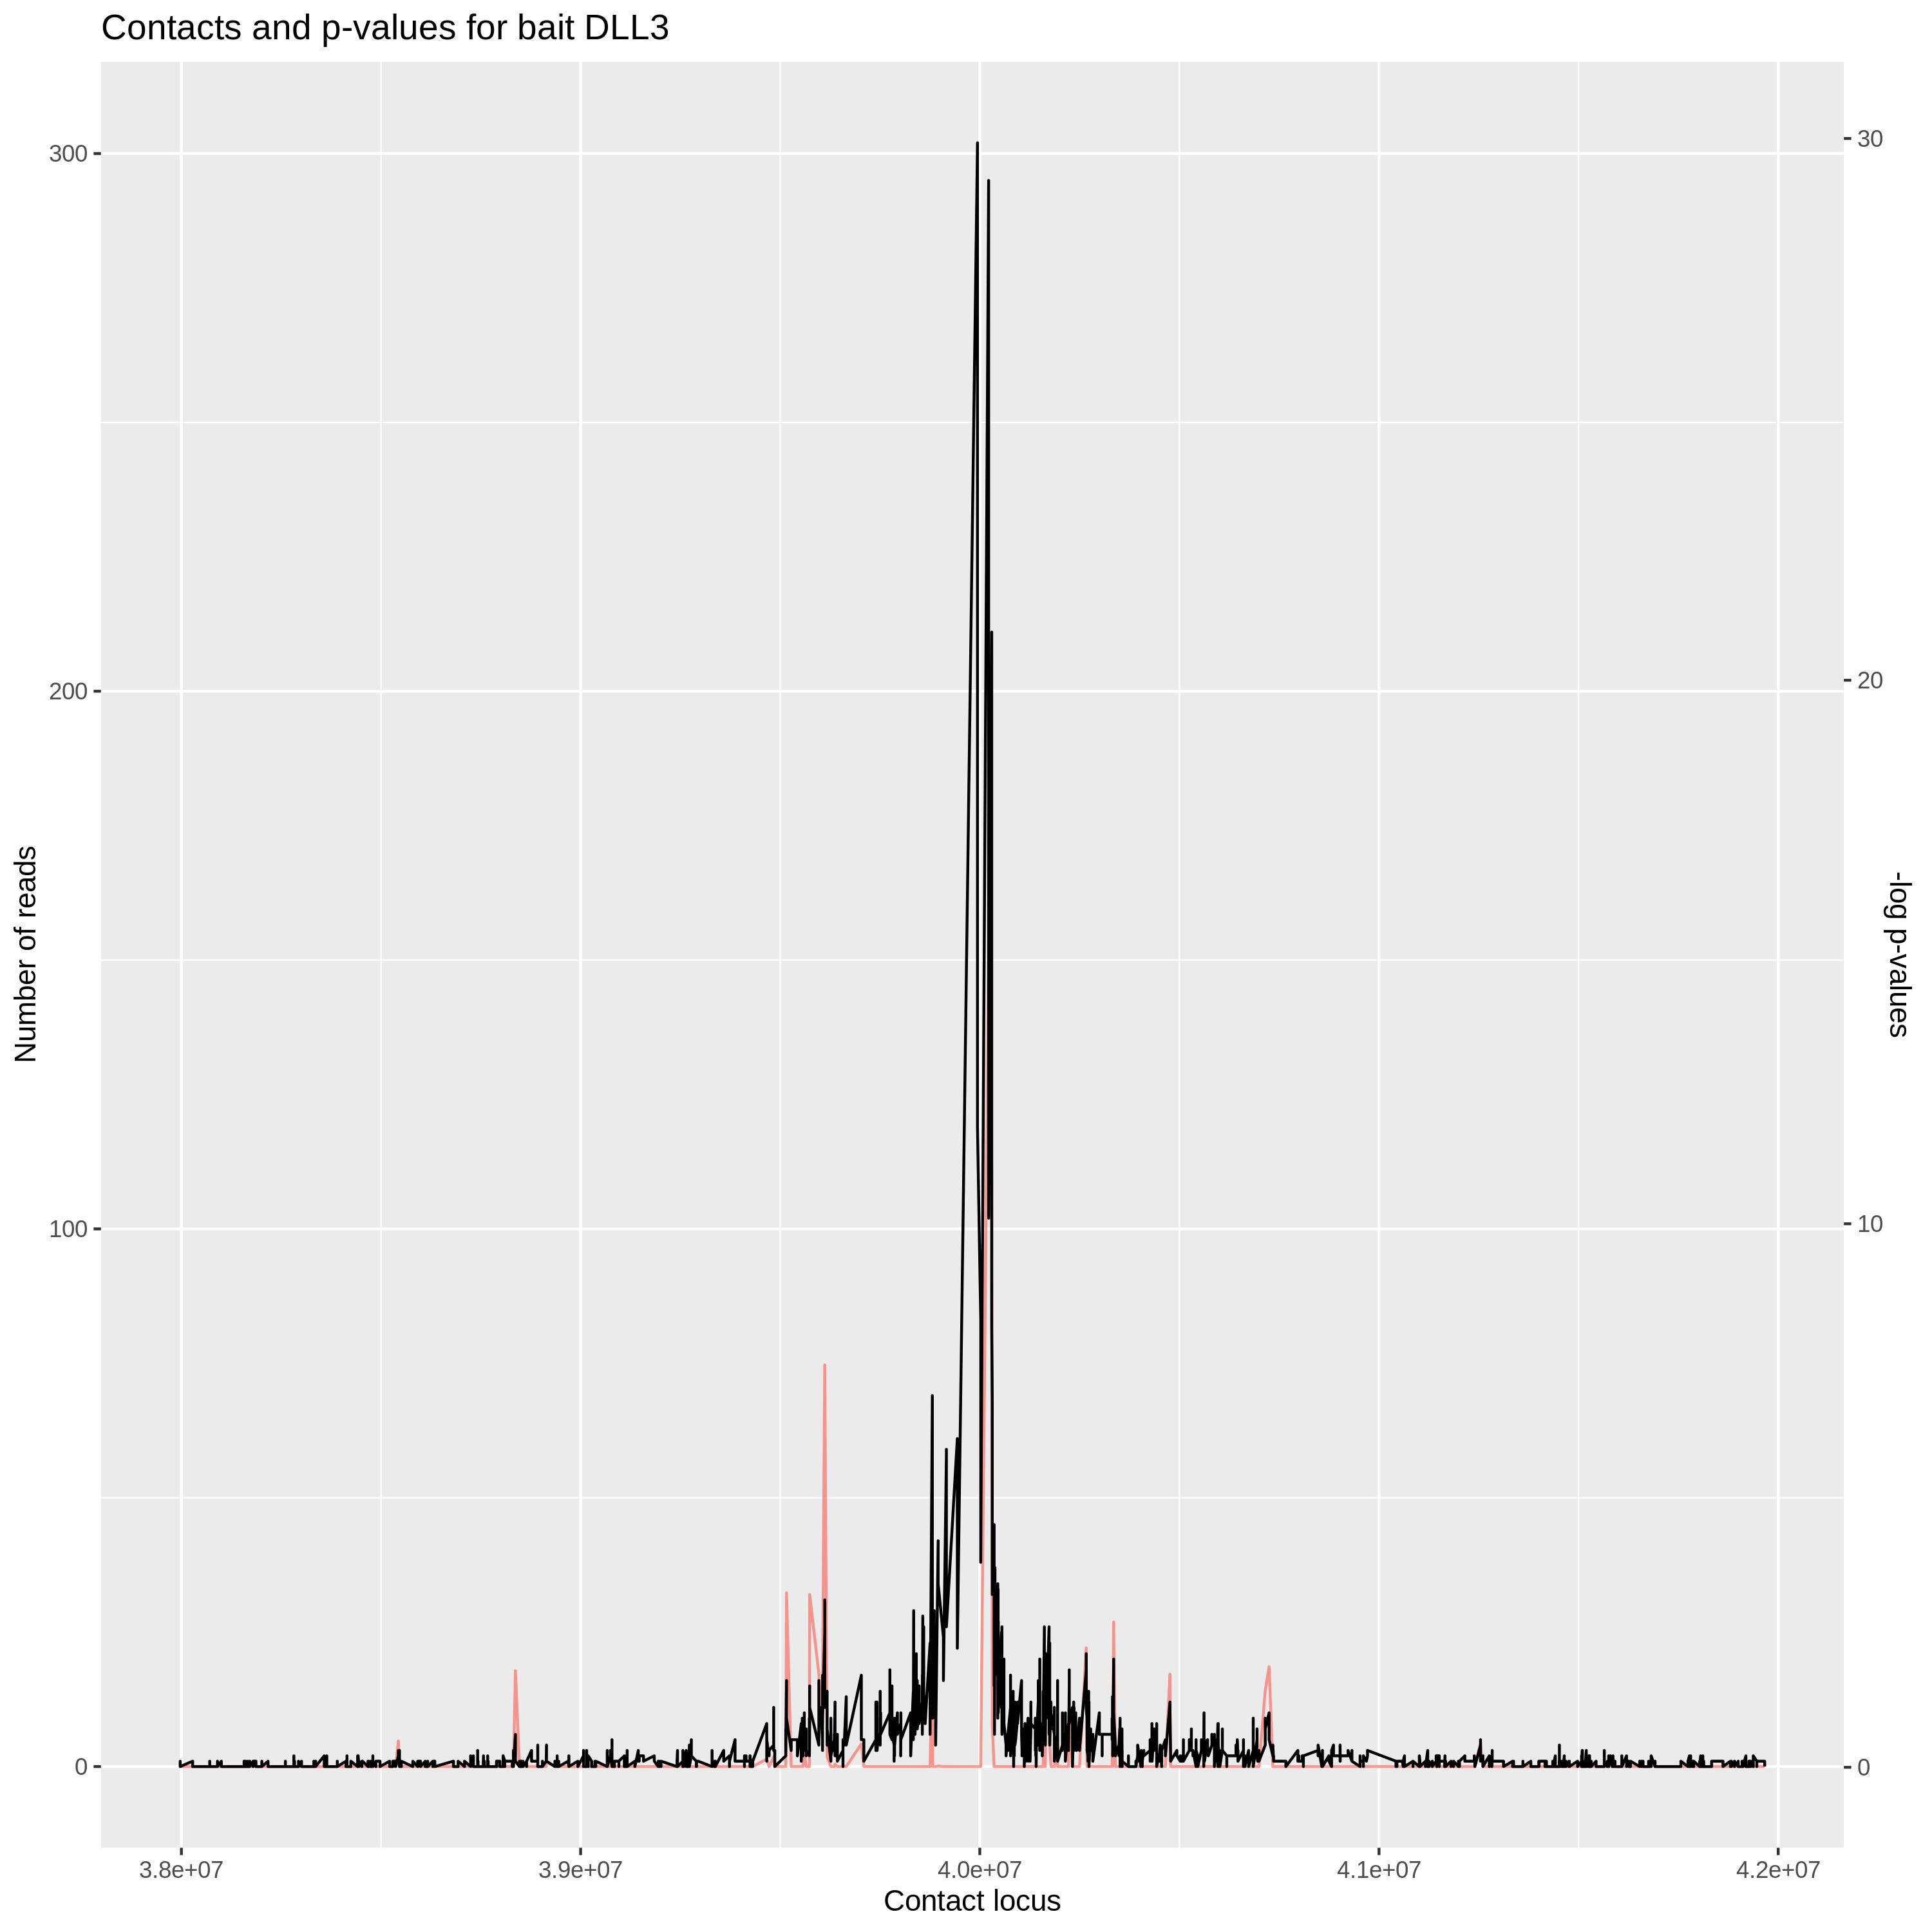 Contacts and p-values for bait DLL3
300
200
100
0
Number of reads
30
20
10
0
-log p-values
3.8e+07
3.9e+07
4.0e+07
4.1e+07
4.2e+07
Contact locus